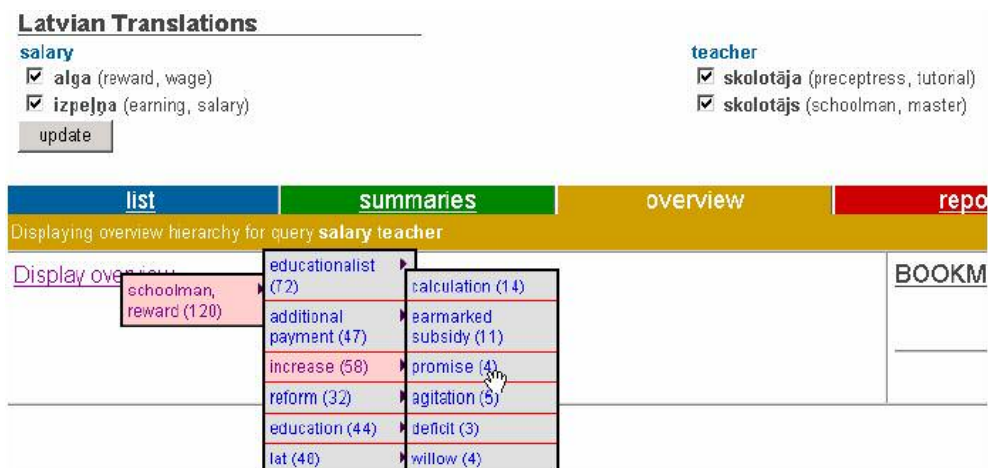 Latvian Translations
salary
alga (reward, wage)
izpeļņa (earning, salary)
update
teacher
skolotāja (preceptress, tutorial)
skolotājs (schoolman, master)
list summaries overview repo
Displaying overview hierarchy for query salary teacher
Display
schoolman,
reward (120)
educationalist
(72)
additional
payment (47)
increase (58)
reform (32)
education (44)
lat (48)
calculation (14)
earmarked
subsidy (11)
promise (4)
agitation (5)
deficit (3)
willow (4)
BOOKM